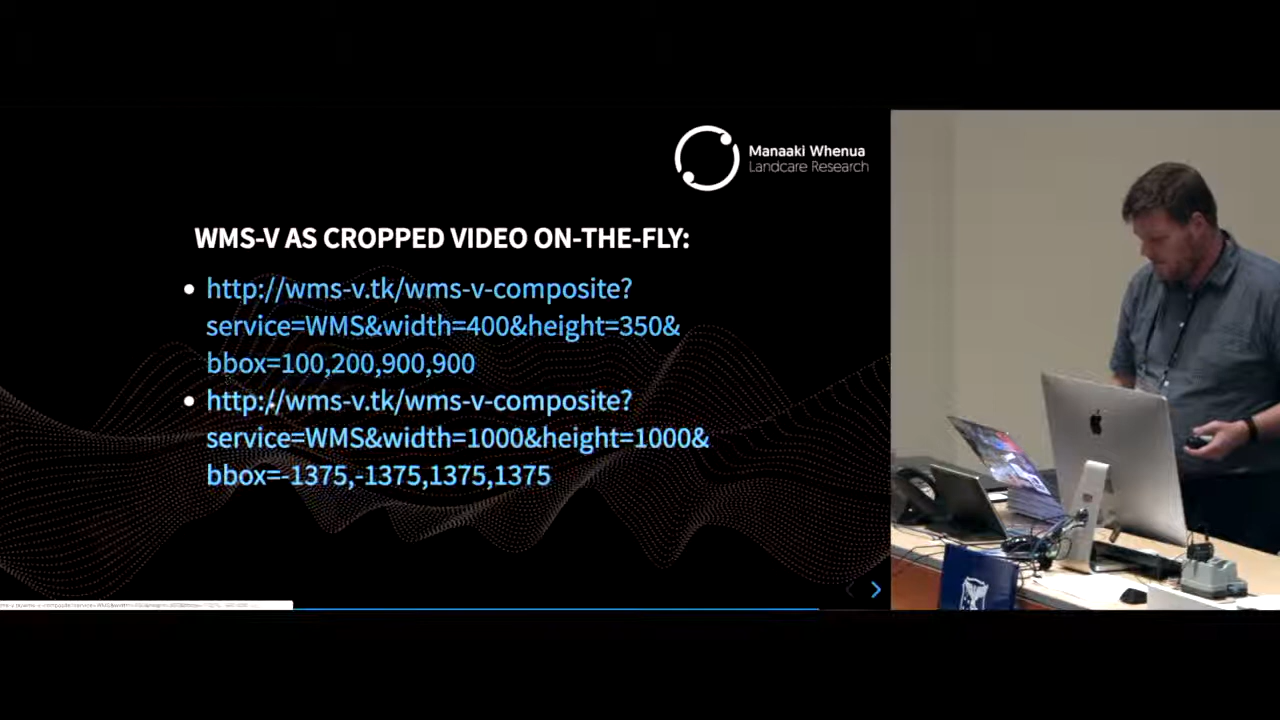 Manaaki Whenua
Landcare Research
WMS-V AS CROPPED VIDEO ON-THE-FLY:
http://wms-v.tk/wms-v-composite?
service=WMS&width=400&height=350&
bbox=100,200,900,900
http://wms-v.tk/wms-v-composite?
service=WMS&width=1000&height=1000&
bbox=-1375,-1375,1375,1375